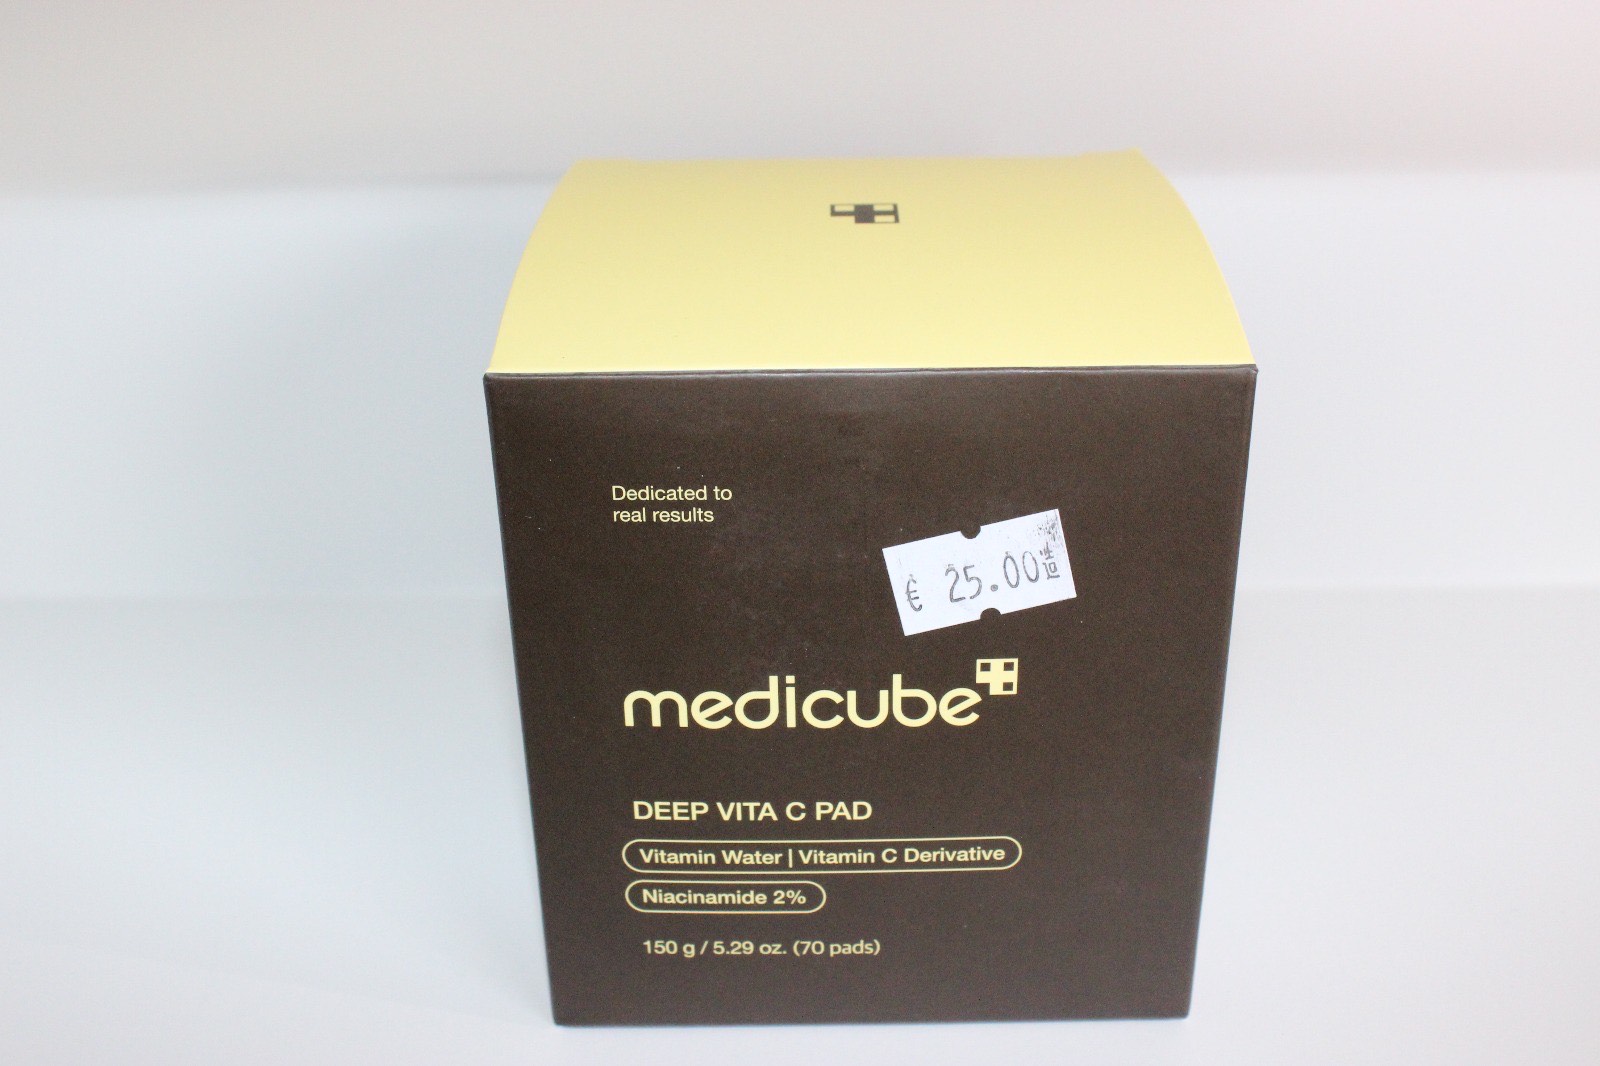 Dedicated to
real results
€ 25.00
medicube
DEEP VITA C PAD
Vitamin Water | Vitamin C Derivative
Niacinamide 2%
150 g / 5.29 oz. (70 pads)